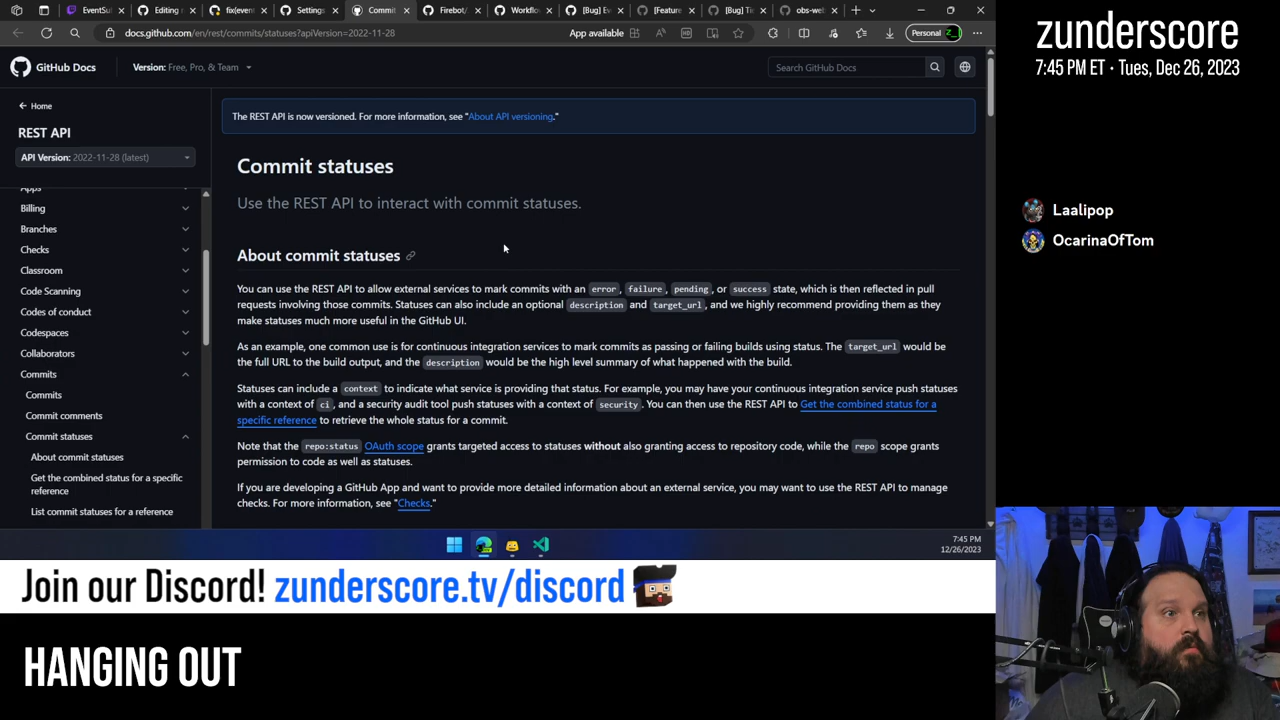 EventSu
Editing
fix(even
Settings
Commit
Firebot/
Workflow
[Bug] Ev
[Feature
[Bug] Ti
obs-web
docs.github.com/en/rest/commits/statuses?apiVersion=2022-11-28
App available
Personal
GitHub Docs
Version: Free, Pro, & Team
Search GitHub Docs
Home
REST API
API Version: 2022-11-28 (latest)
Apps
Billing
Branches
Checks
Classroom
Code Scanning
Codes of conduct
Codespaces
Collaborators
Commits
Commits
Commit comments
Commit statuses
About commit statuses
Get the combined status for a specific
reference
List commit statuses for a reference
The REST API is now versioned. For more information, see "About API versioning."
Commit statuses
Use the REST API to interact with commit statuses.
About commit statuses
You can use the REST API to allow external services to mark commits with an error, failure, pending, or success state, which is then reflected in pull
requests involving those commits. Statuses can also include an optional description and target_url, and we highly recommend providing them as they
make statuses much more useful in the GitHub UI.
As an example, one common use is for continuous integration services to mark commits as passing or failing builds using status. The target_url would be
the full URL to the build output, and the description would be the high level summary of what happened with the build.
Statuses can include a context to indicate what service is providing that status. For example, you may have your continuous integration service push statuses
with a context of ci, and a security audit tool push statuses with a context of security. You can then use the REST API to Get the combined status for a
specific reference to retrieve the whole status for a commit.
Note that the repo:status OAuth scope grants targeted access to statuses without also granting access to repository code, while the repo scope grants
permission to code as well as statuses.
If you are developing a GitHub App and want to provide more detailed information about an external service, you may want to use the REST API to manage
checks. For more information, see "Checks."
7:45 PM
12/26/2023
zunderscore
7:45 PM ET • Tues, Dec 26, 2023
Laalipop
OcarinaOfTom
Join our Discord! zunderscore.tv/discord
HANGING OUT